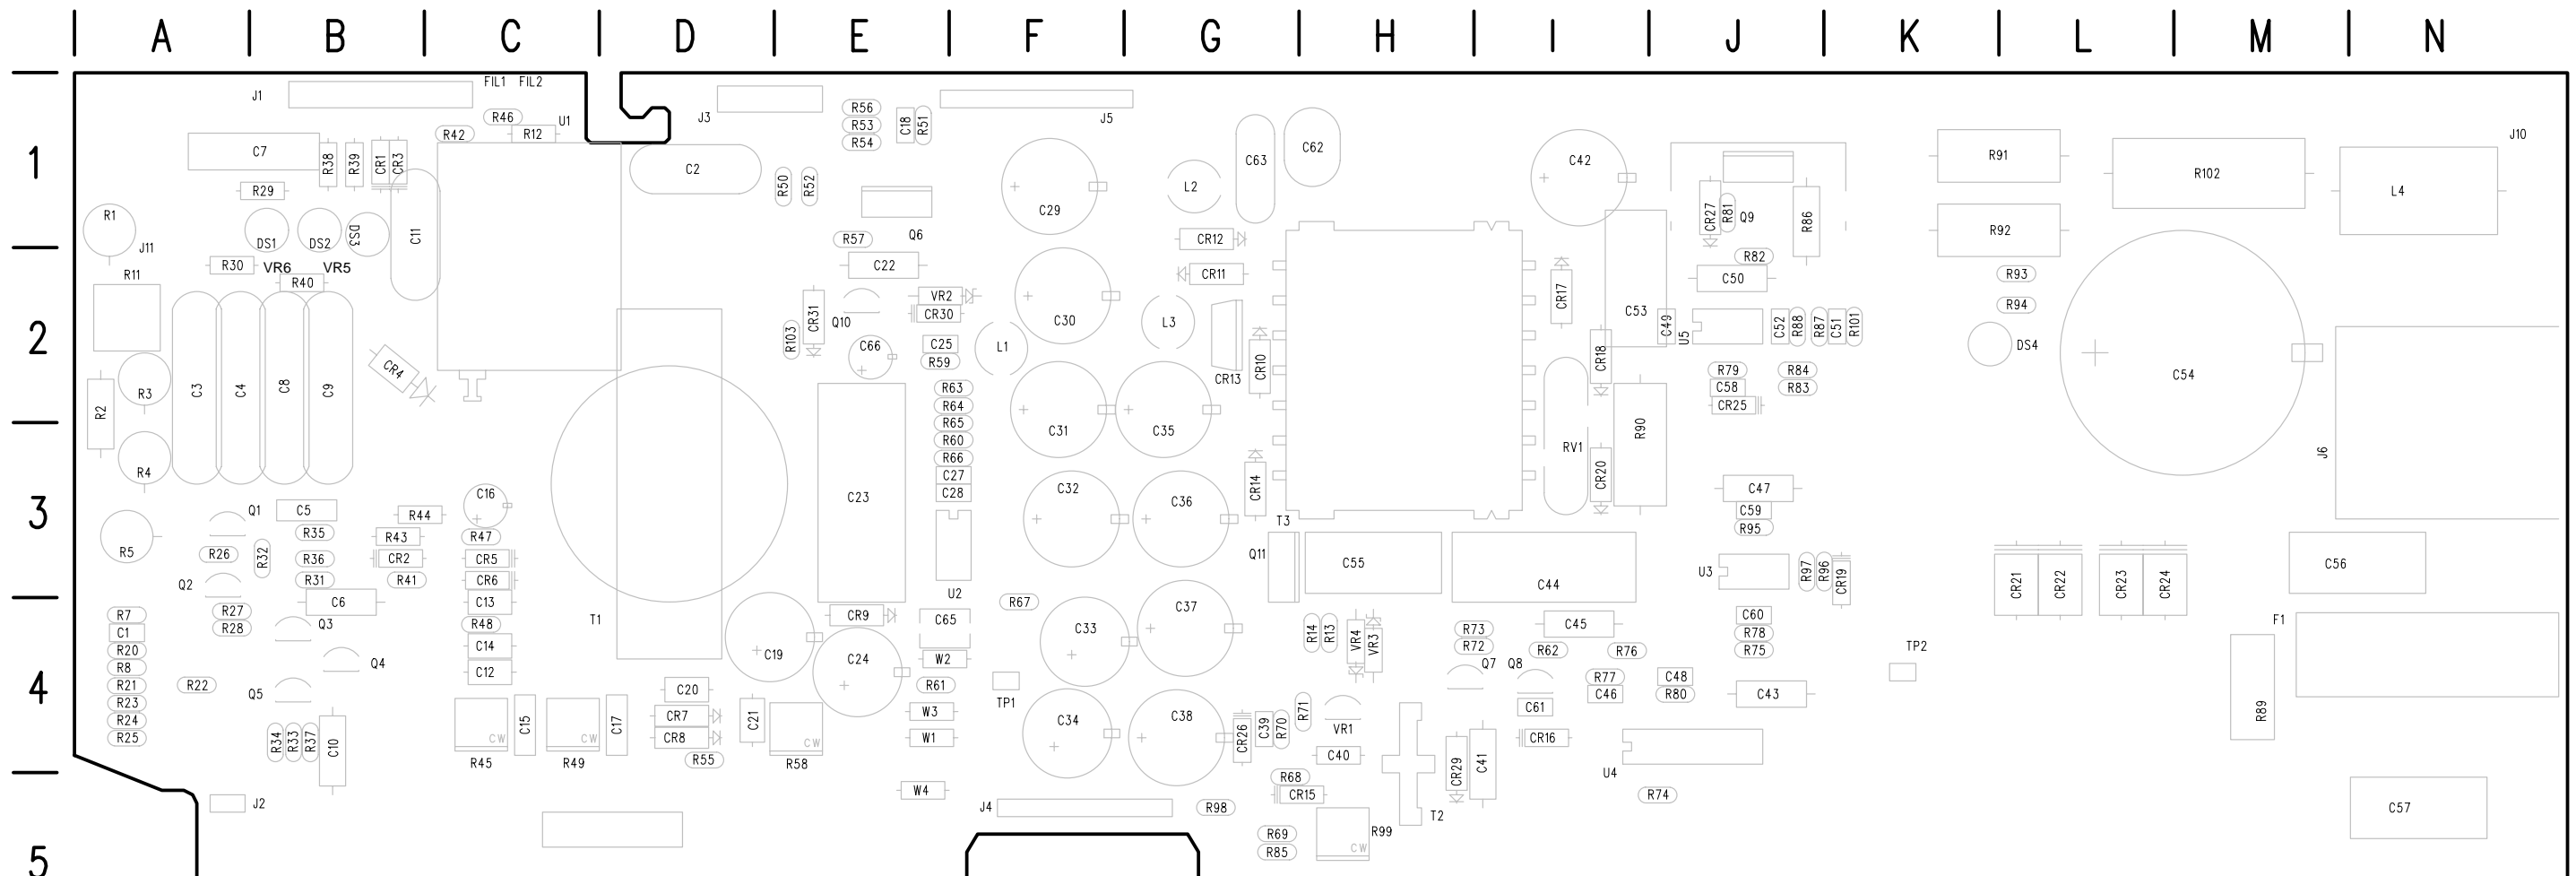 A B C D E F G H I J K L M N
FIL1 FIL2
J1 J3 J5 J10
R46 U1 R42 R12
R56 R53 R54 C18 R51
C7 R38 R39 CR1 CR3
C2 C63 C62 C42 R91 R102
1
R29 R50 R52 L2 L4
R1 C29 CR27 R81 Q9 R86
J11 DS1 DS2 DS3 C11 R57 Q6 CR12 R92
R30 VR6 VR5 C22 R82
R11 R40 CR11 C50 R93
VR2 CR17 R94
CR31 Q10 CR30 C30 L3 C53 C49 U5 C52 R88 R87 C51 R101
2
R103 C66 C25 R59 L1 CR10 CR18 DS4
CR4 CR13 R79 R84 C54
R3 C3 C4 C8 C9 R63 C58 R83
R2 R64 CR25
R65 C31 C35 R90
R60 RV1 J6
R4 R66 CR20
C27 CR14
C16 C23 C28 C32 C36 C47
3
Q1 C5 R44 T3 C59
R5 R35 R43 R47 R95
R26 R32 R36 CR2 CR5 Q11 C55 C56
Q2 R31 R41 CR6 C44 U3 R97 R96 CR19 CR21 CR22 CR23 CR24
C6 C13 U2 R67 C37
R7 R27 T1 CR9 C65 C60 F1
C1 R28 Q3 R48 C33 R14 R13 VR4 VR3 R73 C45 R78
R20 C14 C19 C24 W2 R72 R62 R76 R75 TP2
R8 Q4 C12 Q7 Q8
4
R21 R22 Q5 C20 R61 R77 C48
R23 TP1 C46 R80 C43
R24 CR7 C21 W3 C34 C38 R71 C61 R89
R25 R34 R33 R37 C10 CW C15 CW C17 CR8 CW W1 CR26 C39 R70 VR1 CR16
R45 R49 R55 R58 C40 CR29 C41
R68 U4
W4 CR15 R74
J2 J4 R98 C57
T2
R69 R99
R85 CW
5